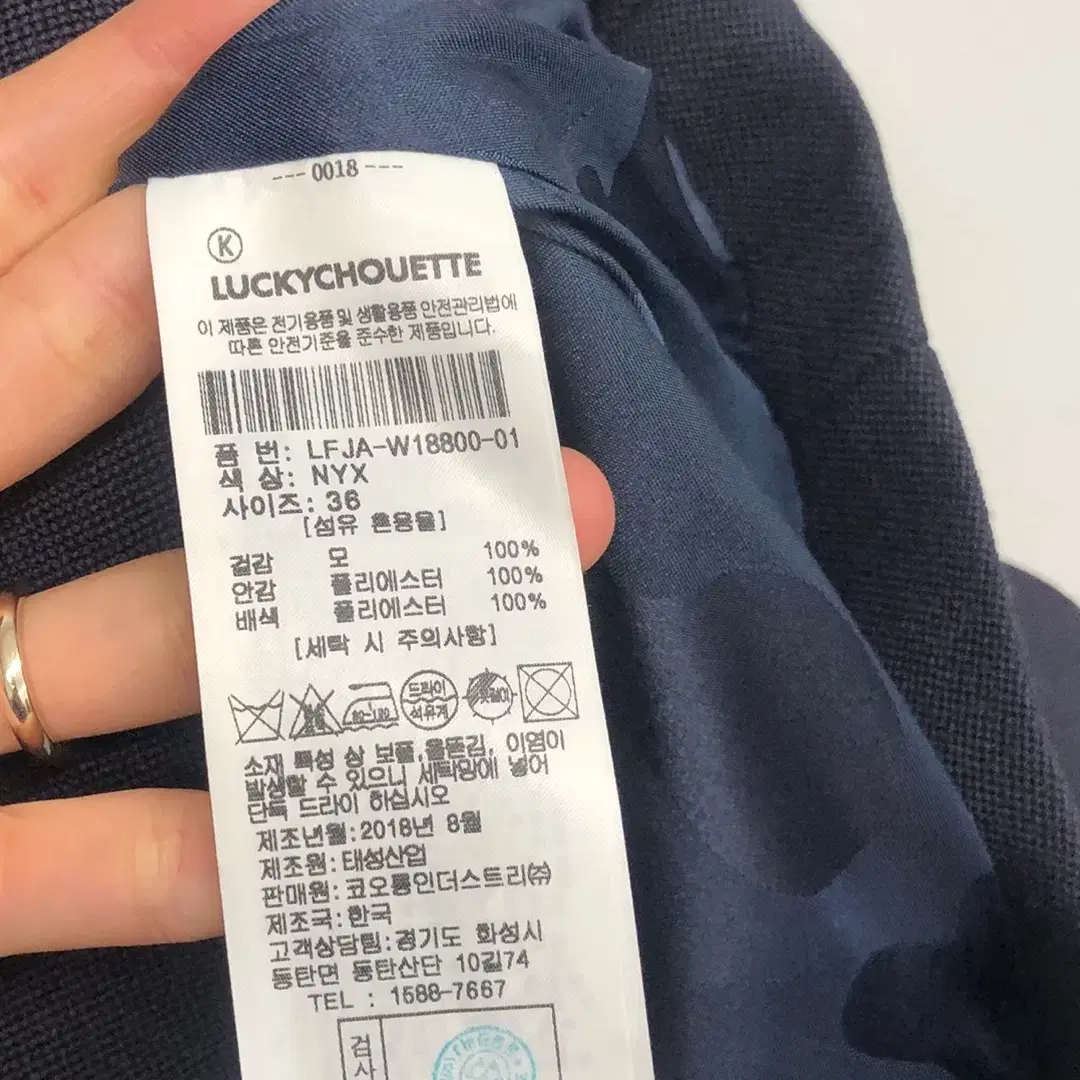 ---0018---
K
LUCKYCHOUETTE
이 제품은 전기용품 및 생활용품 안전관리법에
따른 안전기준을 준수한 제품입니다.
품 번: LFJA-W18800-01
색 상: NYX
사이즈: 36
[섬유 혼용율]
겉감 모 100%
안감 폴리에스터 100%
배색 폴리에스터 100%
[세탁 시 주의사항]
80~120 드라이 석유계
소재 특성 상 보풀,올뜯김, 이염이
발생할 수 있으니 세탁망에 넣어
단독 드라이 하십시오
제조년월:2018년 8월
제조원:태성산업
판매원:코오롱인더스트리㈜
제조국:한국
고객상담팀:경기도 화성시
동탄면 동탄산단 10길74
TEL : 1588-7667
검사